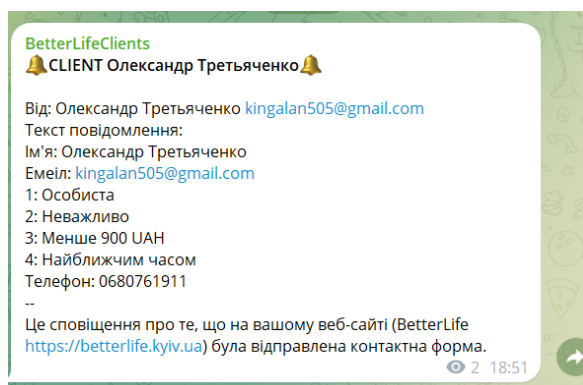 BetterLifeClients
🔔CLIENT Олександр Третьяченко🔔
Від: Олександр Третьяченко kingalan505@gmail.com
Текст повідомлення:
Ім'я: Олександр Третьяченко
Емеіл: kingalan505@gmail.com
1: Особиста
2: Неважливо
3: Менше 900 UAH
4: Найближчим часом
Телефон: 0680761911
--
Це сповіщення про те, що на вашому веб-сайті (BetterLife
https://betterlife.kyiv.ua) була відправлена контактна форма.
2 18:51